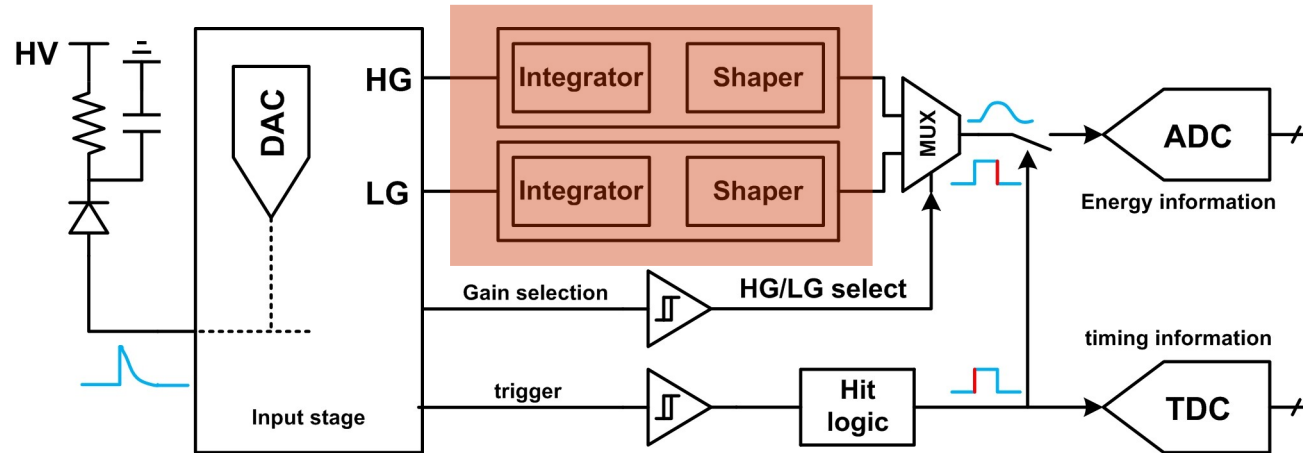 HV
DAC
HG
Integrator
Shaper
LG
Integrator
Shaper
MUX
ADC
Energy information
Gain selection
HG/LG select
timing information
trigger
Hit
logic
TDC
Input stage